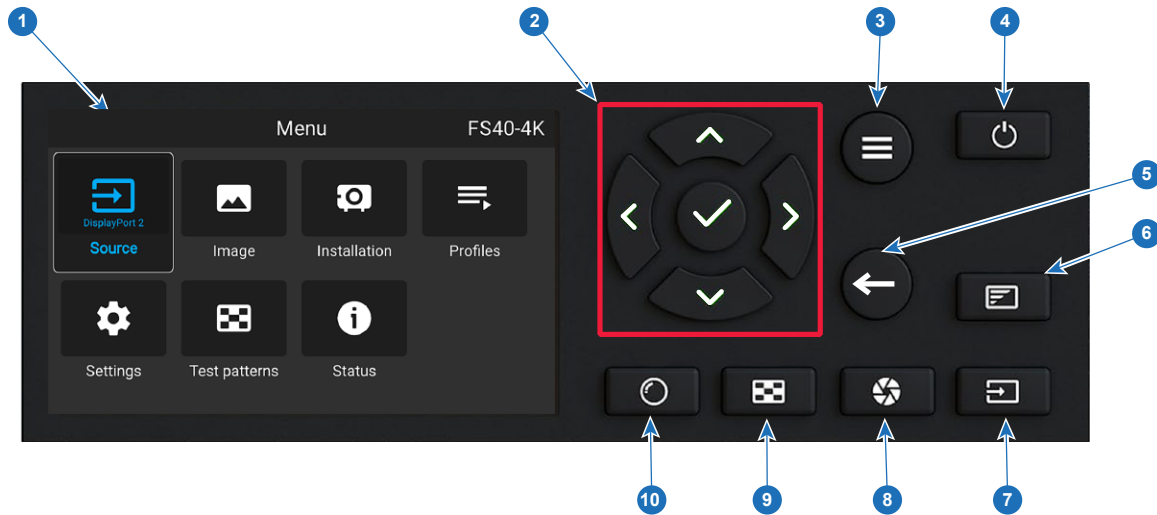 1 2 3 4
Menu FS40-4K
DisplayPort 2
Source Image Installation Profiles
5
6
Settings Test patterns Status
10 9 8 7